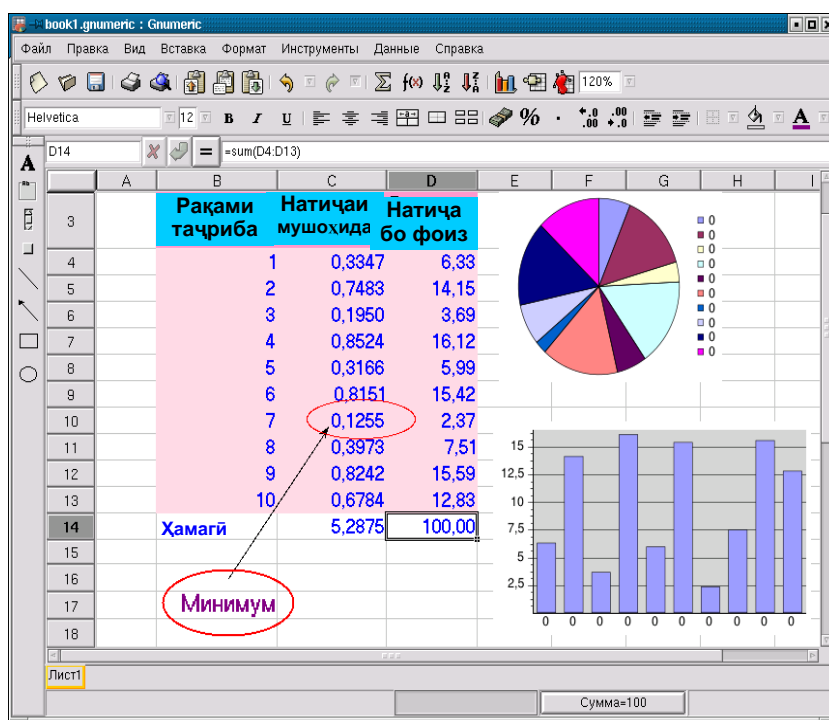 book1.gnumeric : Gnumeric
Файл Правка Вид Вставка Формат Инструменты Данные Справка
f(x) 120%
Helvetica 12 B I U % .0 .00 .00 .0 A
D14 =sum(D4:D13)
A
A B C D E F G H I
3 Рақами таҷриба Натиҷаи мушоҳида Натиҷа бо фоиз
4 1 0,3347 6,33
5 2 0,7483 14,15
6 3 0,1950 3,69
7 4 0,8524 16,12
8 5 0,3166 5,99
9 6 0,8151 15,42
10 7 0,1255 2,37
11 8 0,3973 7,51
12 9 0,8242 15,59
13 10 0,6784 12,83
14 Ҳамагӣ 5,2875 100,00
15
16
17 Минимум
18
0
0
0
0
0
0
0
0
0
0
15
12,5
10
7,5
5
2,5
0 0 0 0 0 0 0 0 0 0
Лист1
Сумма=100